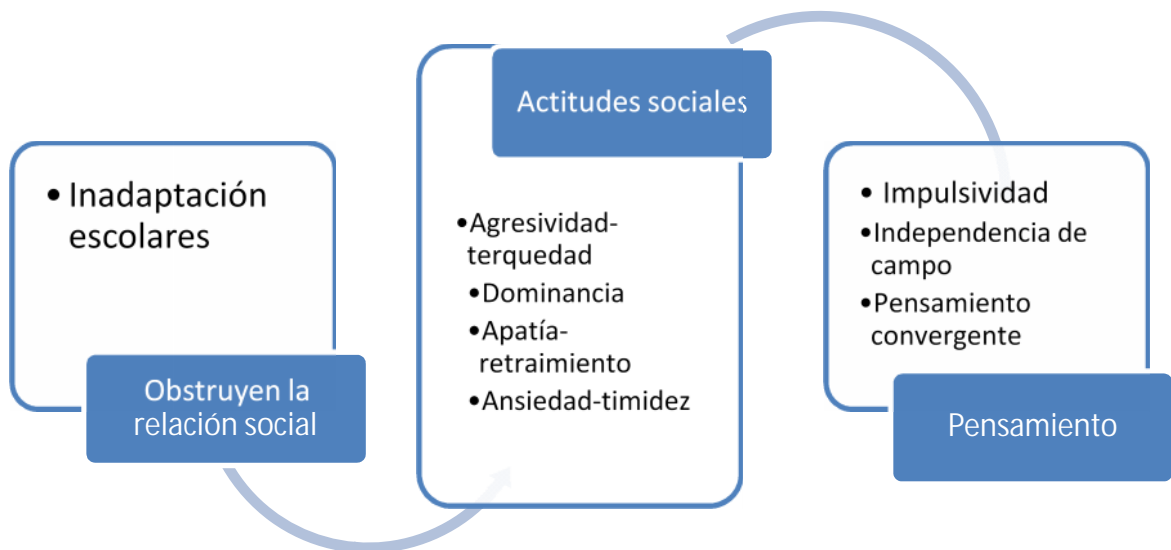 • Inadaptación
escolares
Obstruyen la
relación social
Actitudes sociales
•Agresividad-
terquedad
•Dominancia
•Apatía-
retraimiento
•Ansiedad-timidez
• Impulsividad
•Independencia de
campo
•Pensamiento
convergente
Pensamiento